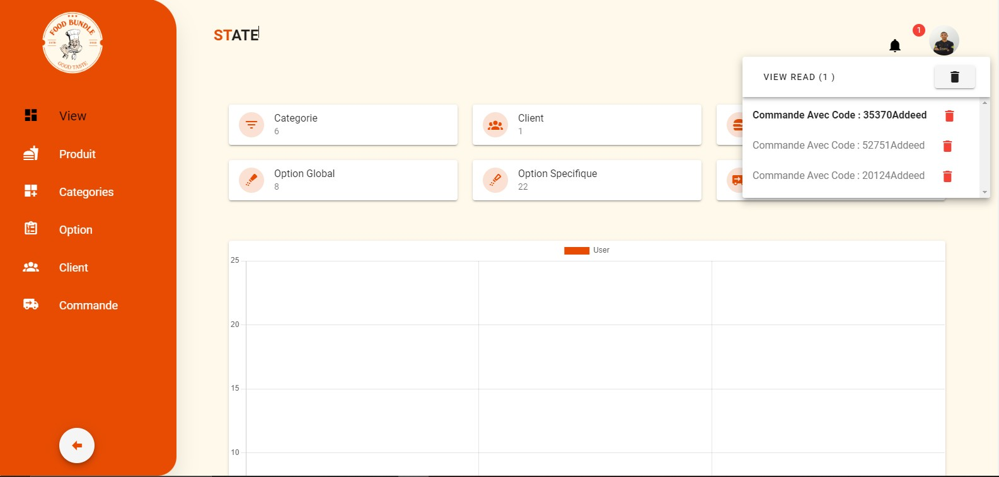 FOOD BUNDLE
GOOD TASTE
View
Produit
Categories
Option
Client
Commande
STATE
1
VIEW READ (1 )
Commande Avec Code : 35370Addeed
Commande Avec Code : 52751Addeed
Commande Avec Code : 20124Addeed
Categorie
6
Client
1
Option Global
8
Option Specifique
22
User
25
20
15
10